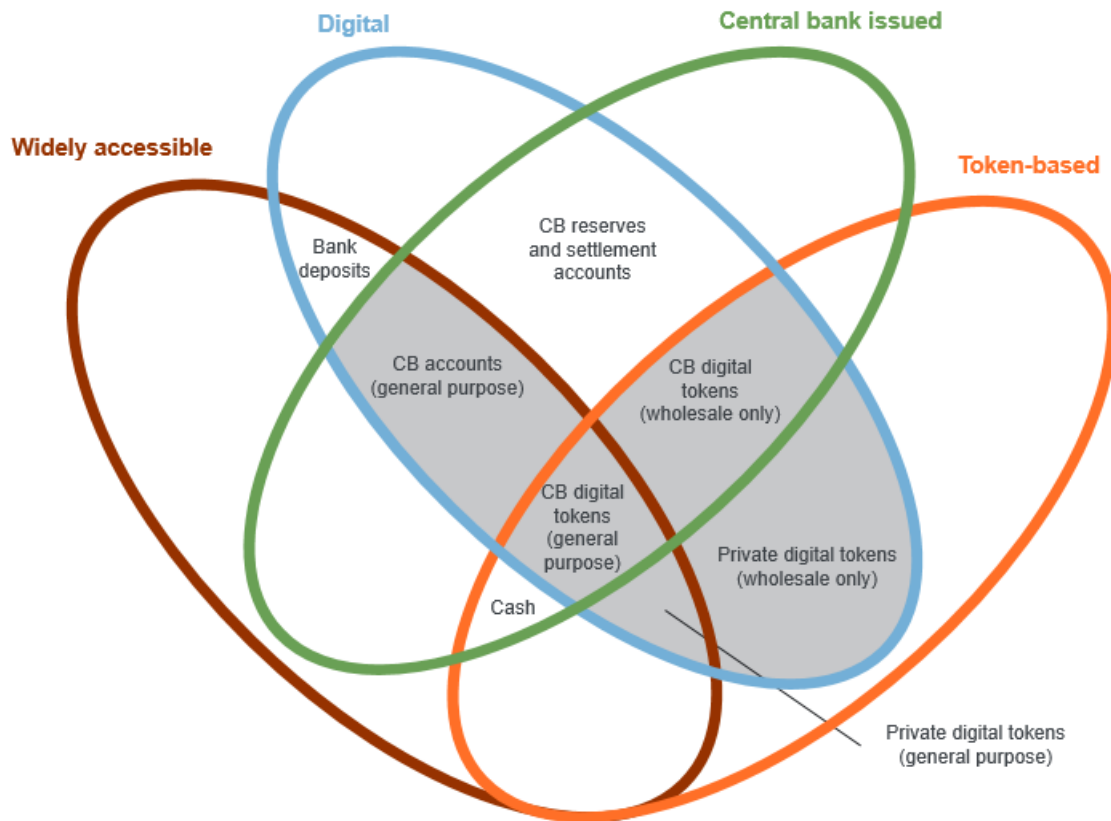 Digital
Central bank issued
Widely accessible
Token-based
Bank
deposits
CB reserves
and settlement
accounts
CB accounts
(general purpose)
CB digital
tokens
(wholesale only)
CB digital
tokens
(general
purpose)
Private digital tokens
(wholesale only)
Cash
Private digital tokens
(general purpose)